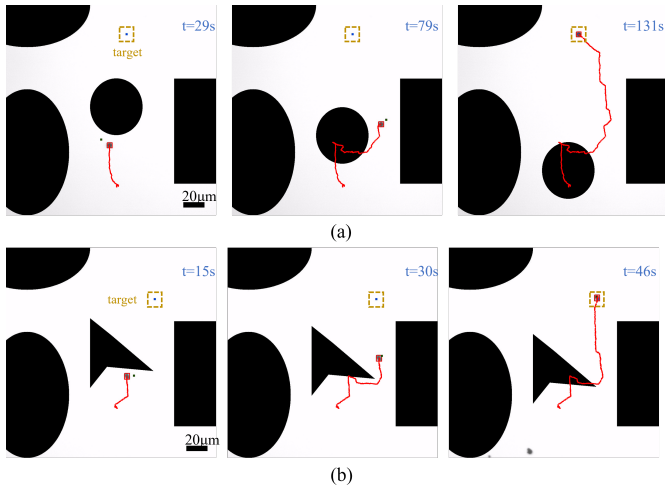 t=29s
target
20μm
t=79s
t=131s
(a)
t=15s
target
20μm
t=30s
t=46s
(b)